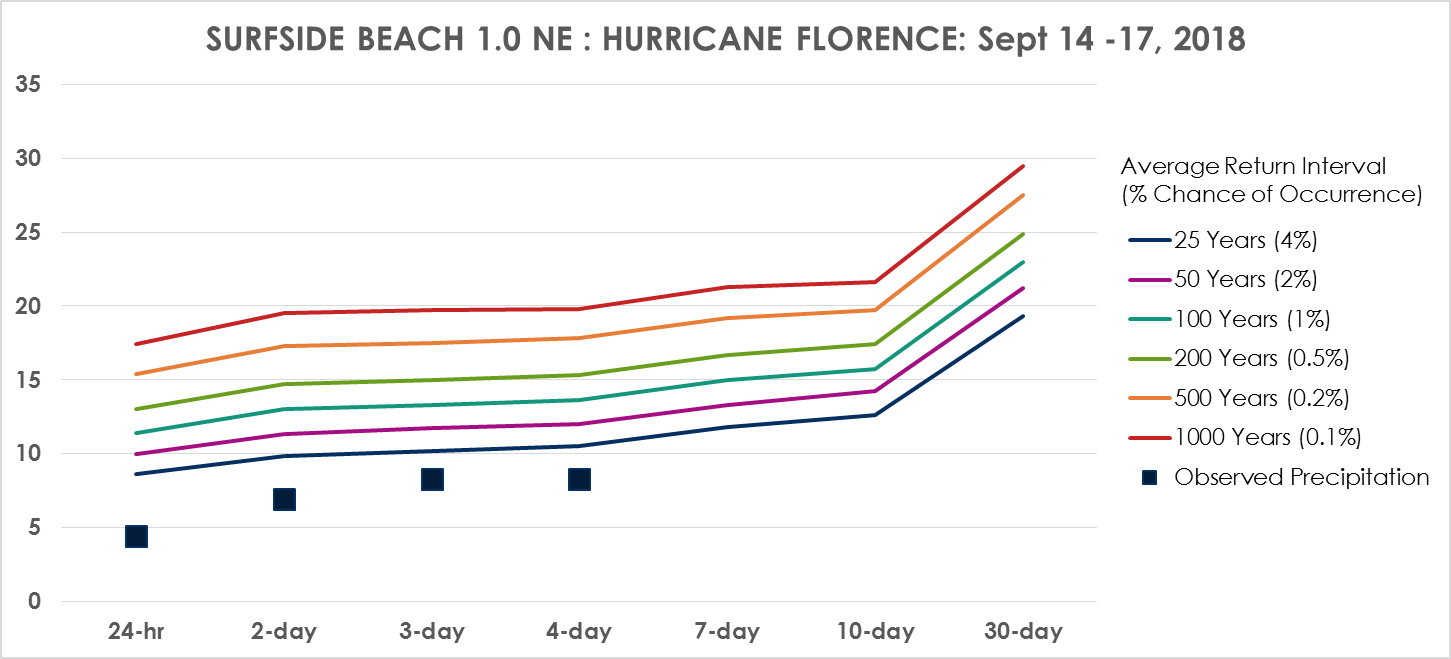 SURFSIDE BEACH 1.0 NE : HURRICANE FLORENCE: Sept 14 -17, 2018
35
30
25
20
15
10
5
0
24-hr 2-day 3-day 4-day 7-day 10-day 30-day
Average Return Interval
(% Chance of Occurrence)
25 Years (4%)
50 Years (2%)
100 Years (1%)
200 Years (0.5%)
500 Years (0.2%)
1000 Years (0.1%)
Observed Precipitation